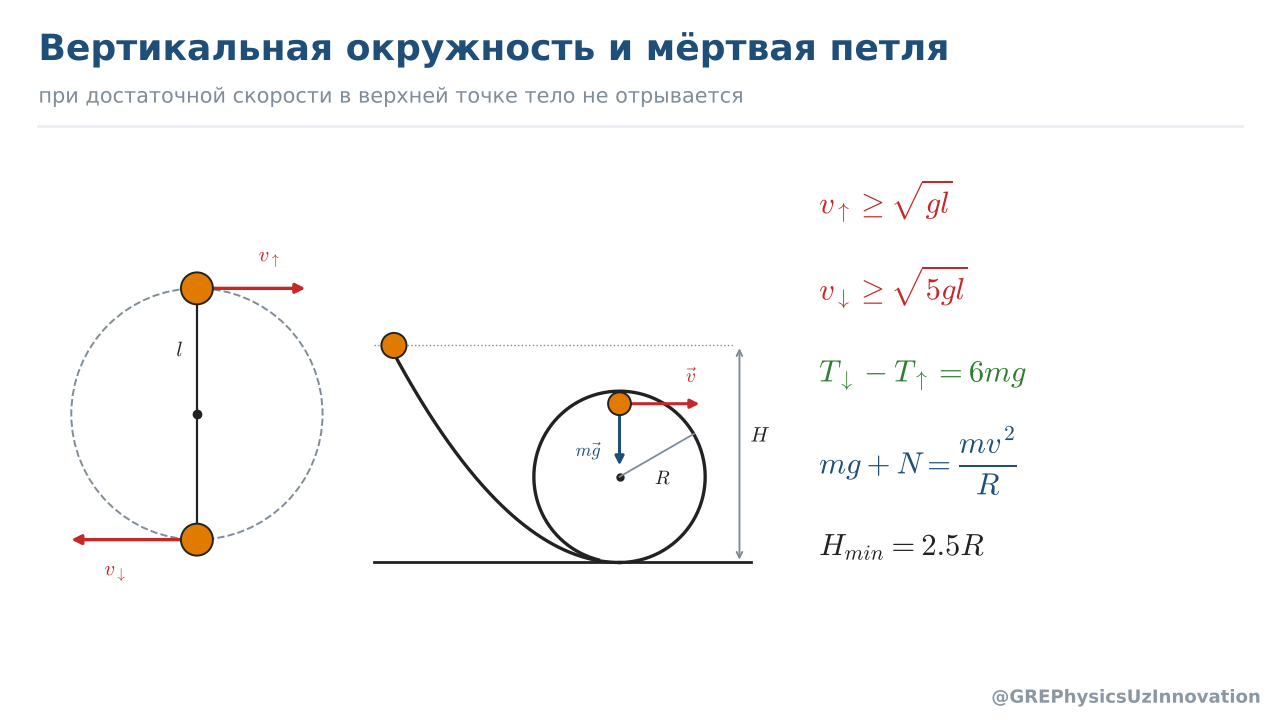 Вертикальная окружность и мёртвая петля
при достаточной скорости в верхней точке тело не отрывается
v↑
l
v↓
v⃗
mg⃗
R
H
v↑ ≥ √gl
v↓ ≥ √5gl
T↓ − T↑ = 6mg
mg + N = mv²/R
H_min = 2.5R
@GREPhysicsUzInnovation